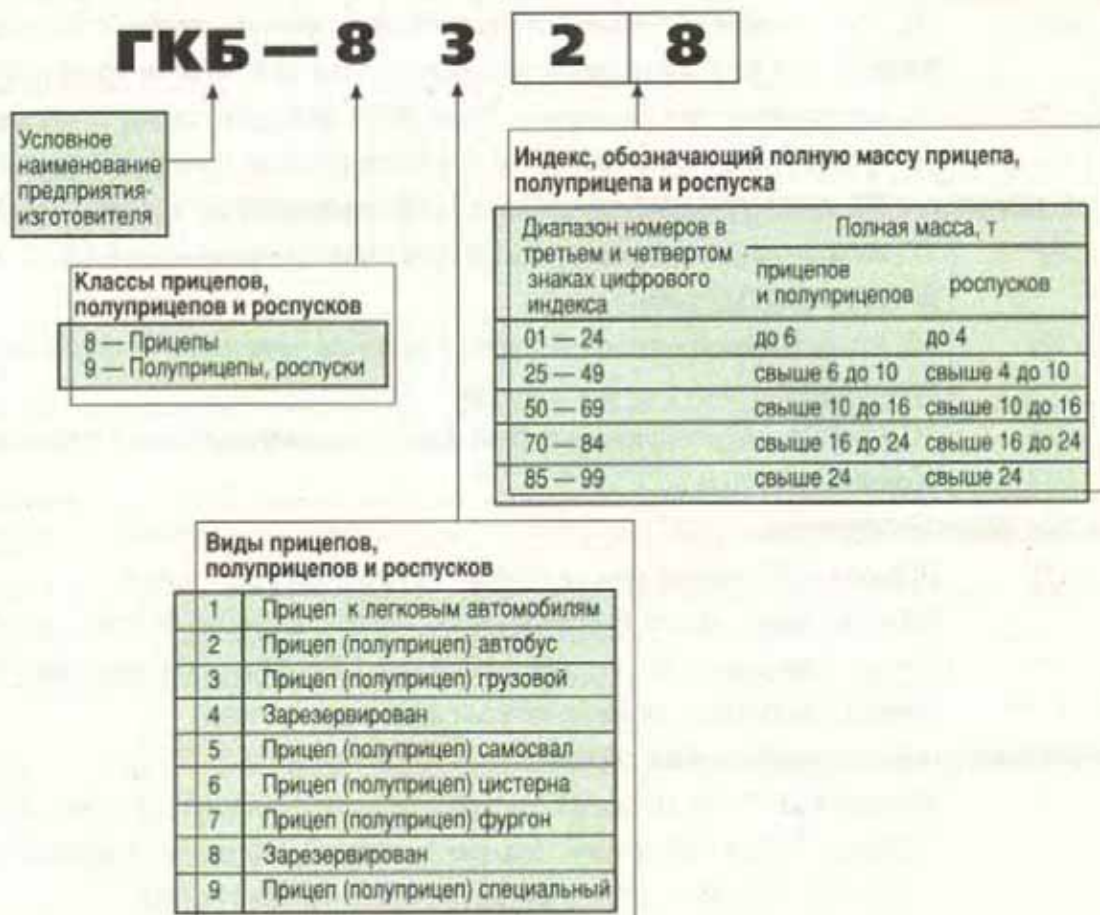 ГКБ — 8 3 2 8
Условное
наименование
предприятия-
изготовителя
Классы прицепов,
полуприцепов и роспусков
8 — Прицепы
9 — Полуприцепы, роспуски
Индекс, обозначающий полную массу прицепа,
полуприцепа и роспуска
Диапазон номеров в
третьем и четвертом
знаках цифрового
индекса
Полная масса, т
прицепов
и полуприцепов
роспусков
01 — 24 до 6 до 4
25 — 49 свыше 6 до 10 свыше 4 до 10
50 — 69 свыше 10 до 16 свыше 10 до 16
70 — 84 свыше 16 до 24 свыше 16 до 24
85 — 99 свыше 24 свыше 24
Виды прицепов,
полуприцепов и роспусков
1 Прицеп к легковым автомобилям
2 Прицеп (полуприцеп) автобус
3 Прицеп (полуприцеп) грузовой
4 Зарезервирован
5 Прицеп (полуприцеп) самосвал
6 Прицеп (полуприцеп) цистерна
7 Прицеп (полуприцеп) фургон
8 Зарезервирован
9 Прицеп (полуприцеп) специальный